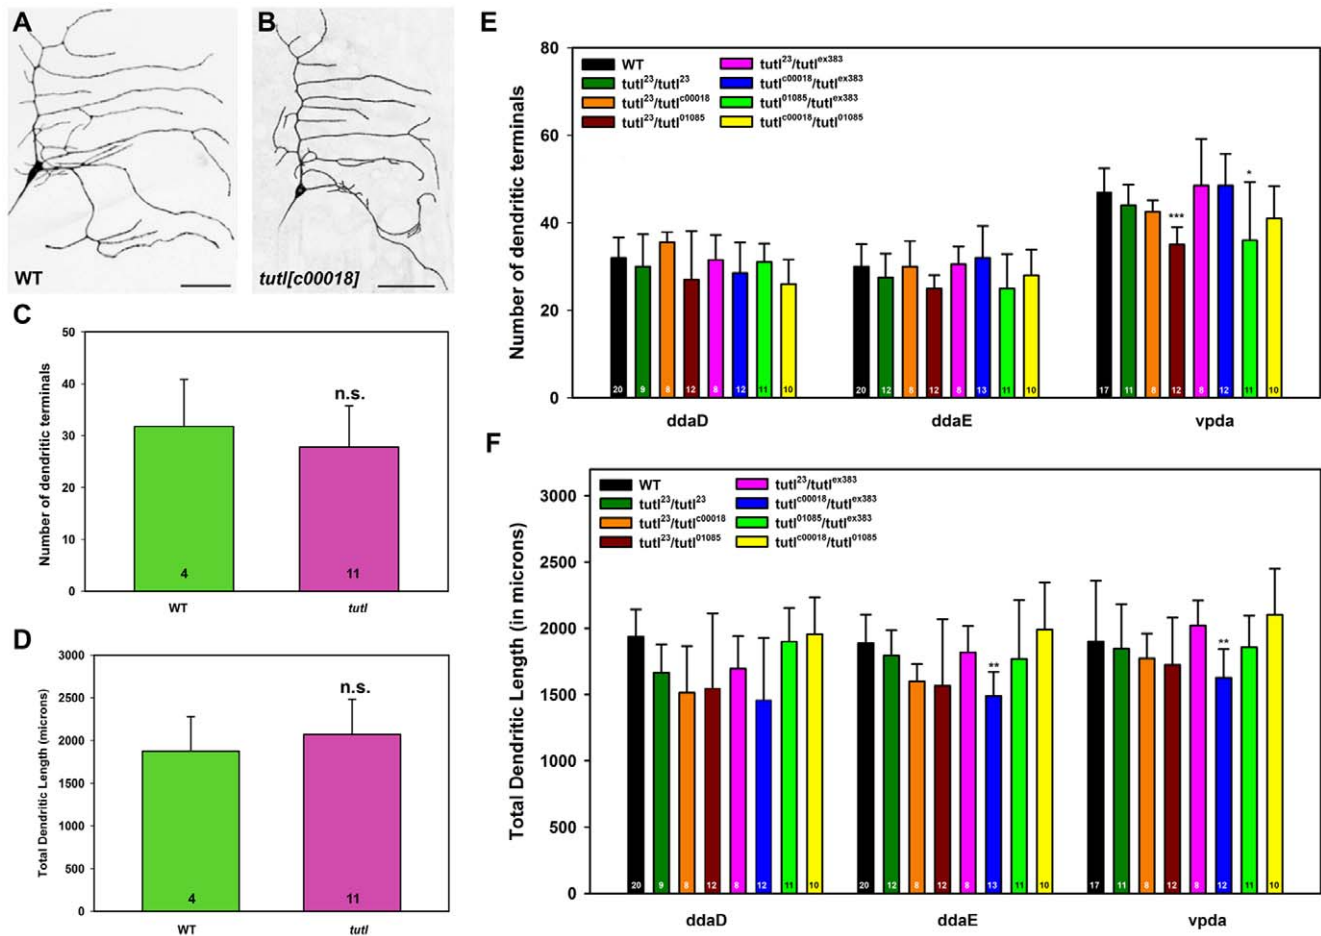 A
WT
B
tutl[c00018]
C
Number of dendritic terminals
50
40
30
20
10
0
n.s.
4
11
WT
tutl
D
Total Dendritic Length (microns)
3000
2500
2000
1500
1000
500
0
n.s.
4
11
WT
tutl
E
Number of dendritic terminals
80
60
40
20
0
WT
tutl23/tutl23
tutl23/tutlc00018
tutl23/tutl01085
tutl23/tutlex383
tutlc00018/tutlex383
tutl01085/tutlex383
tutlc00018/tutl01085
*** *
20 9 8 12 8 12 11 10
20 12 8 12 8 13 11 10
17 11 8 12 8 12 11 10
ddaD ddaE vpda
F
Total Dendritic Length (in microns)
3000
2500
2000
1500
1000
500
0
WT
tutl23/tutl23
tutl23/tutlc00018
tutl23/tutl01085
tutl23/tutlex383
tutlc00018/tutlex383
tutl01085/tutlex383
tutlc00018/tutl01085
** **
20 9 8 12 8 12 11 10
20 12 8 12 8 13 11 10
17 11 8 12 8 12 11 10
ddaD ddaE vpda